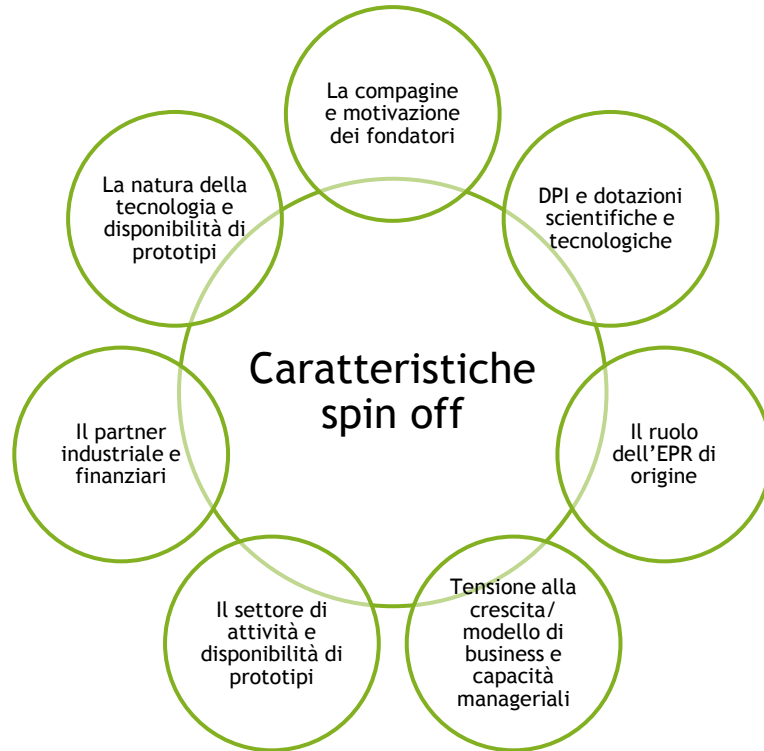 La compagine
e motivazione
dei fondatori
DPI e dotazioni
scientifiche e
tecnologiche
Il ruolo
dell’EPR di
origine
Tensione alla
crescita/
modello di
business e
capacità
manageriali
Il settore di
attività e
disponibilità di
prototipi
Il partner
industriale e
finanziari
La natura della
tecnologia e
disponibilità di
prototipi
Caratteristiche
spin off